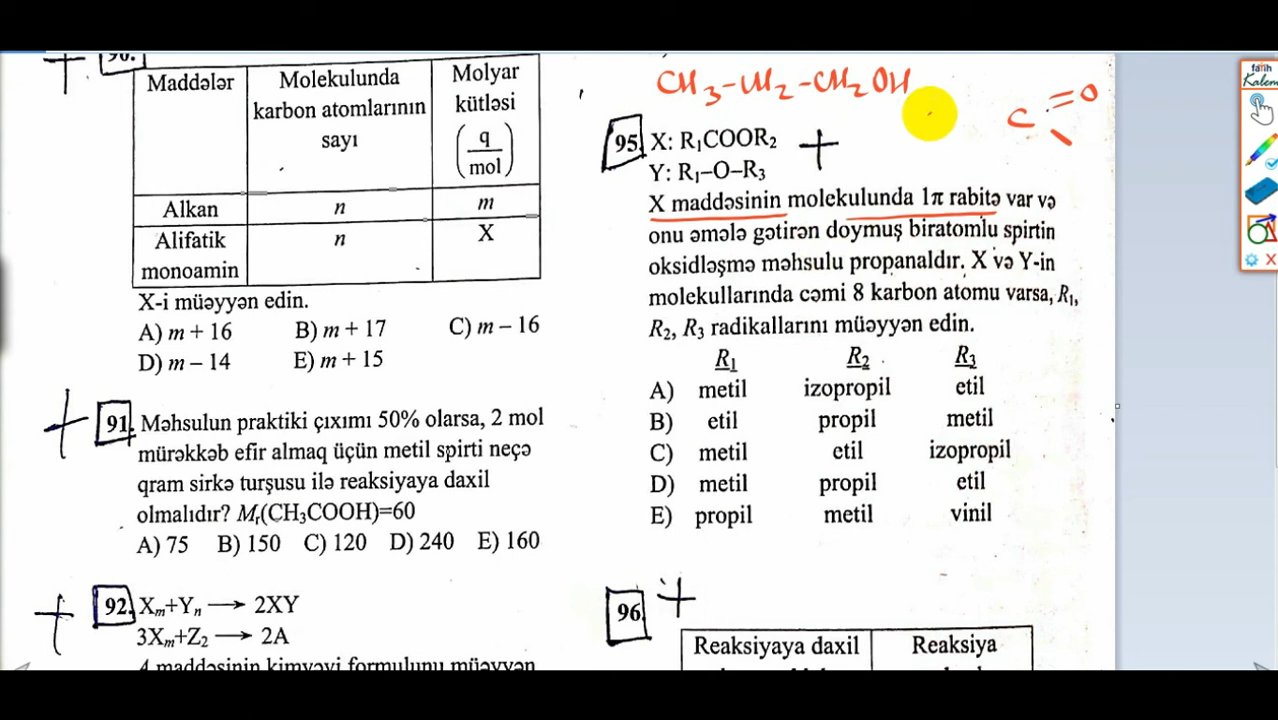 90.
Maddələr
Molekulunda karbon atomlarının sayı
Molyar kütləsi (q/mol)
Alkan n m
Alifatik monoamin n X
X-i müəyyən edin.
A) m + 16 B) m + 17 C) m – 16
D) m – 14 E) m + 15
91. Məhsulun praktiki çıxımı 50% olarsa, 2 mol
mürəkkəb efir almaq üçün metil spirti neçə
qram sirkə turşusu ilə reaksiyaya daxil
olmalıdır? Mr(CH3COOH)=60
A) 75 B) 150 C) 120 D) 240 E) 160
92. Xm+Yn → 2XY
3Xm+Z2 → 2A
A maddəsinin kimyəvi formulunu müəyyən
CH3-CH2-CH2OH
C=O
95. X: R1COOR2
Y: R1–O–R3
X maddəsinin molekulunda 1π rabitə var və
onu əmələ gətirən doymuş biratomlu spirtin
oksidləşmə məhsulu propanaldır. X və Y-in
molekullarında cəmi 8 karbon atomu varsa, R1,
R2, R3 radikallarını müəyyən edin.
R1 R2 R3
A) metil izopropil etil
B) etil propil metil
C) metil etil izopropil
D) metil propil etil
E) propil metil vinil
96.
Reaksiyaya daxil
Reaksiya
fatih
Kalem